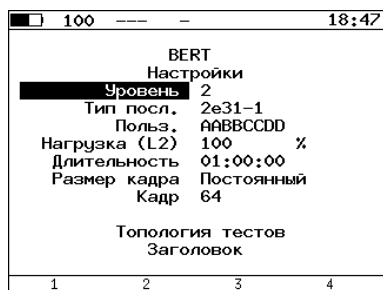 100 --- – 18:47
BERT
Настройки
Уровень 2
Тип посл. 2e31-1
Польз. AABBCCDD
Нагрузка (L2) 100 %
Длительность 01:00:00
Размер кадра Постоянный
Кадр 64
Топология тестов
Заголовок
1 2 3 4